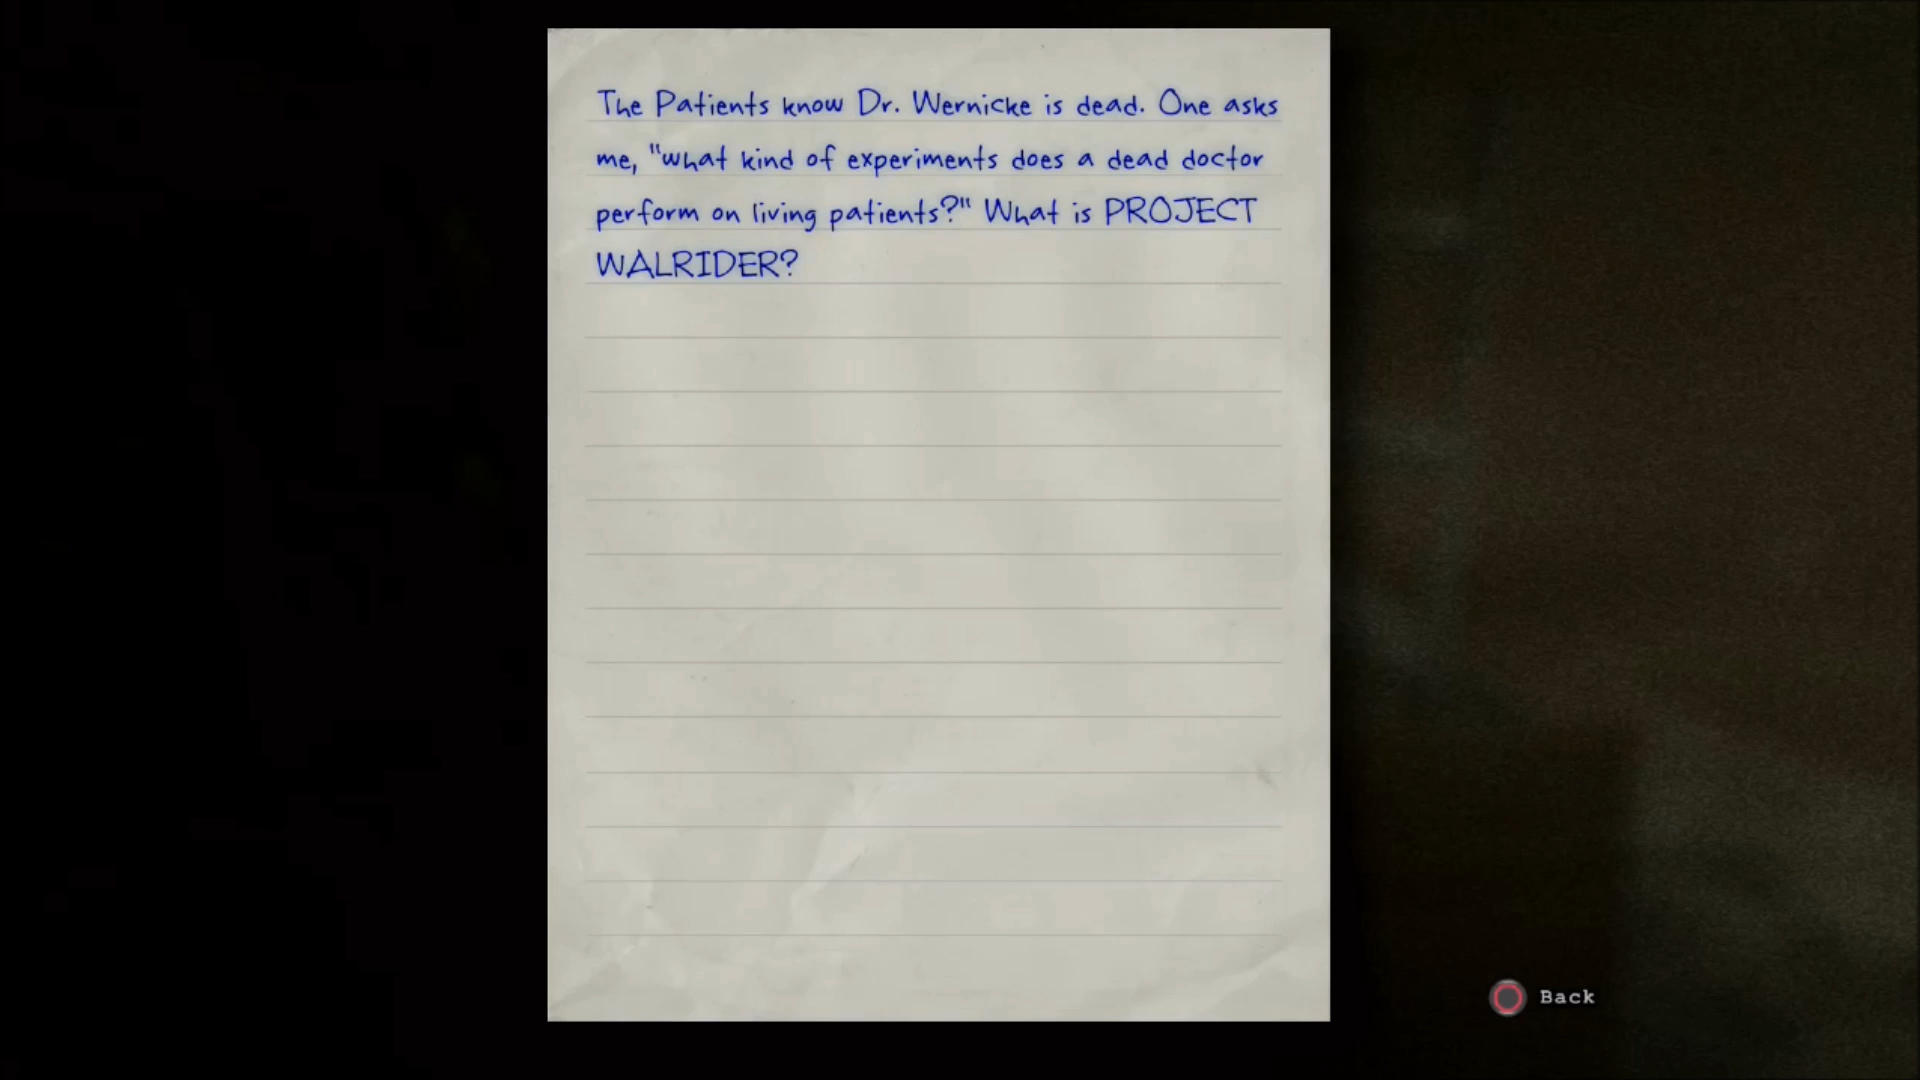 The Patients know Dr. Wernicke is dead. One asks
me, "what kind of experiments does a dead doctor
perform on living patients?" What is PROJECT
WALRIDER?
Back